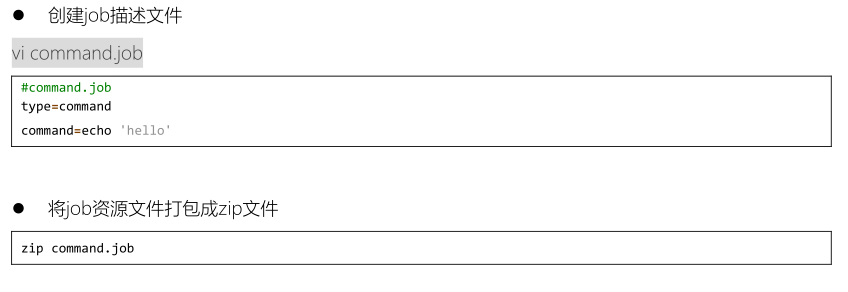 ● 创建job描述文件
vi command.job
#command.job
type=command
command=echo 'hello'
● 将job资源文件打包成zip文件
zip command.job